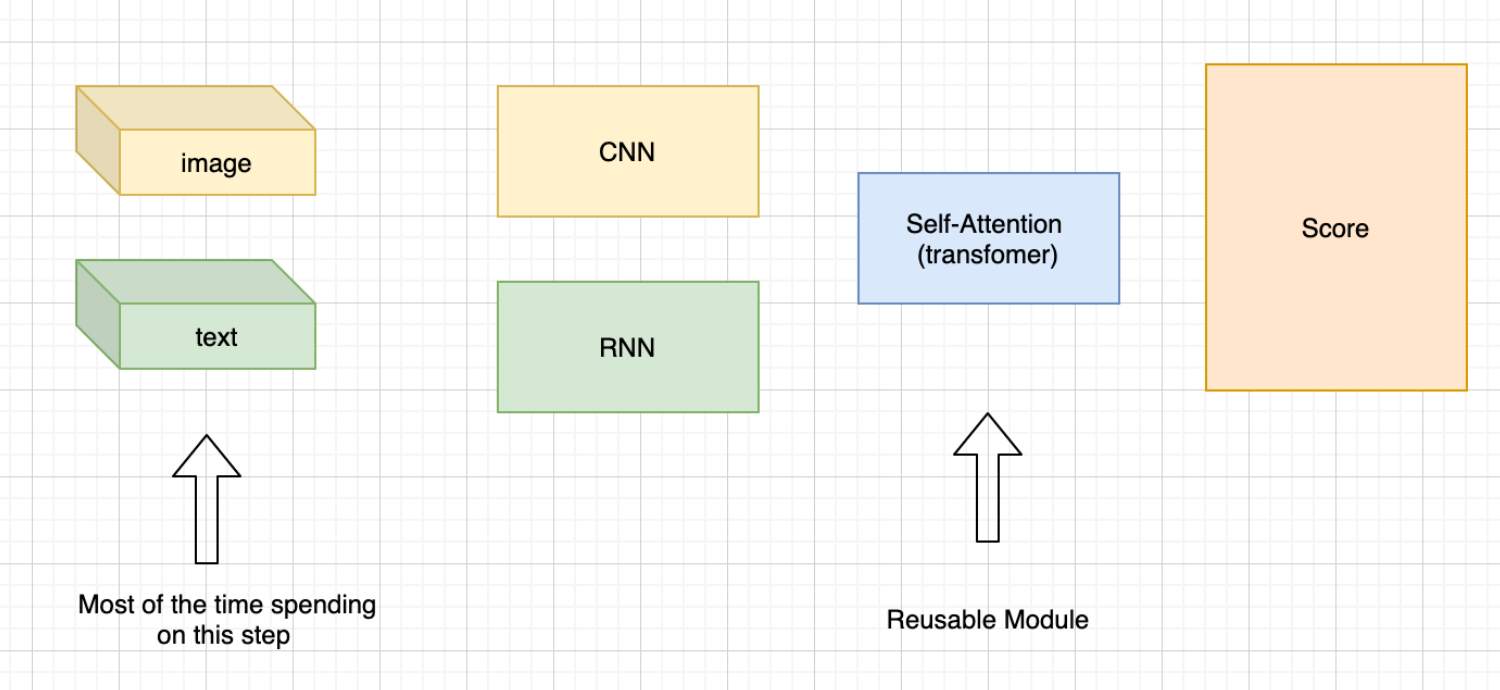 image
CNN
Self-Attention
(transfomer)
Score
text
RNN
Most of the time spending
on this step
Reusable Module